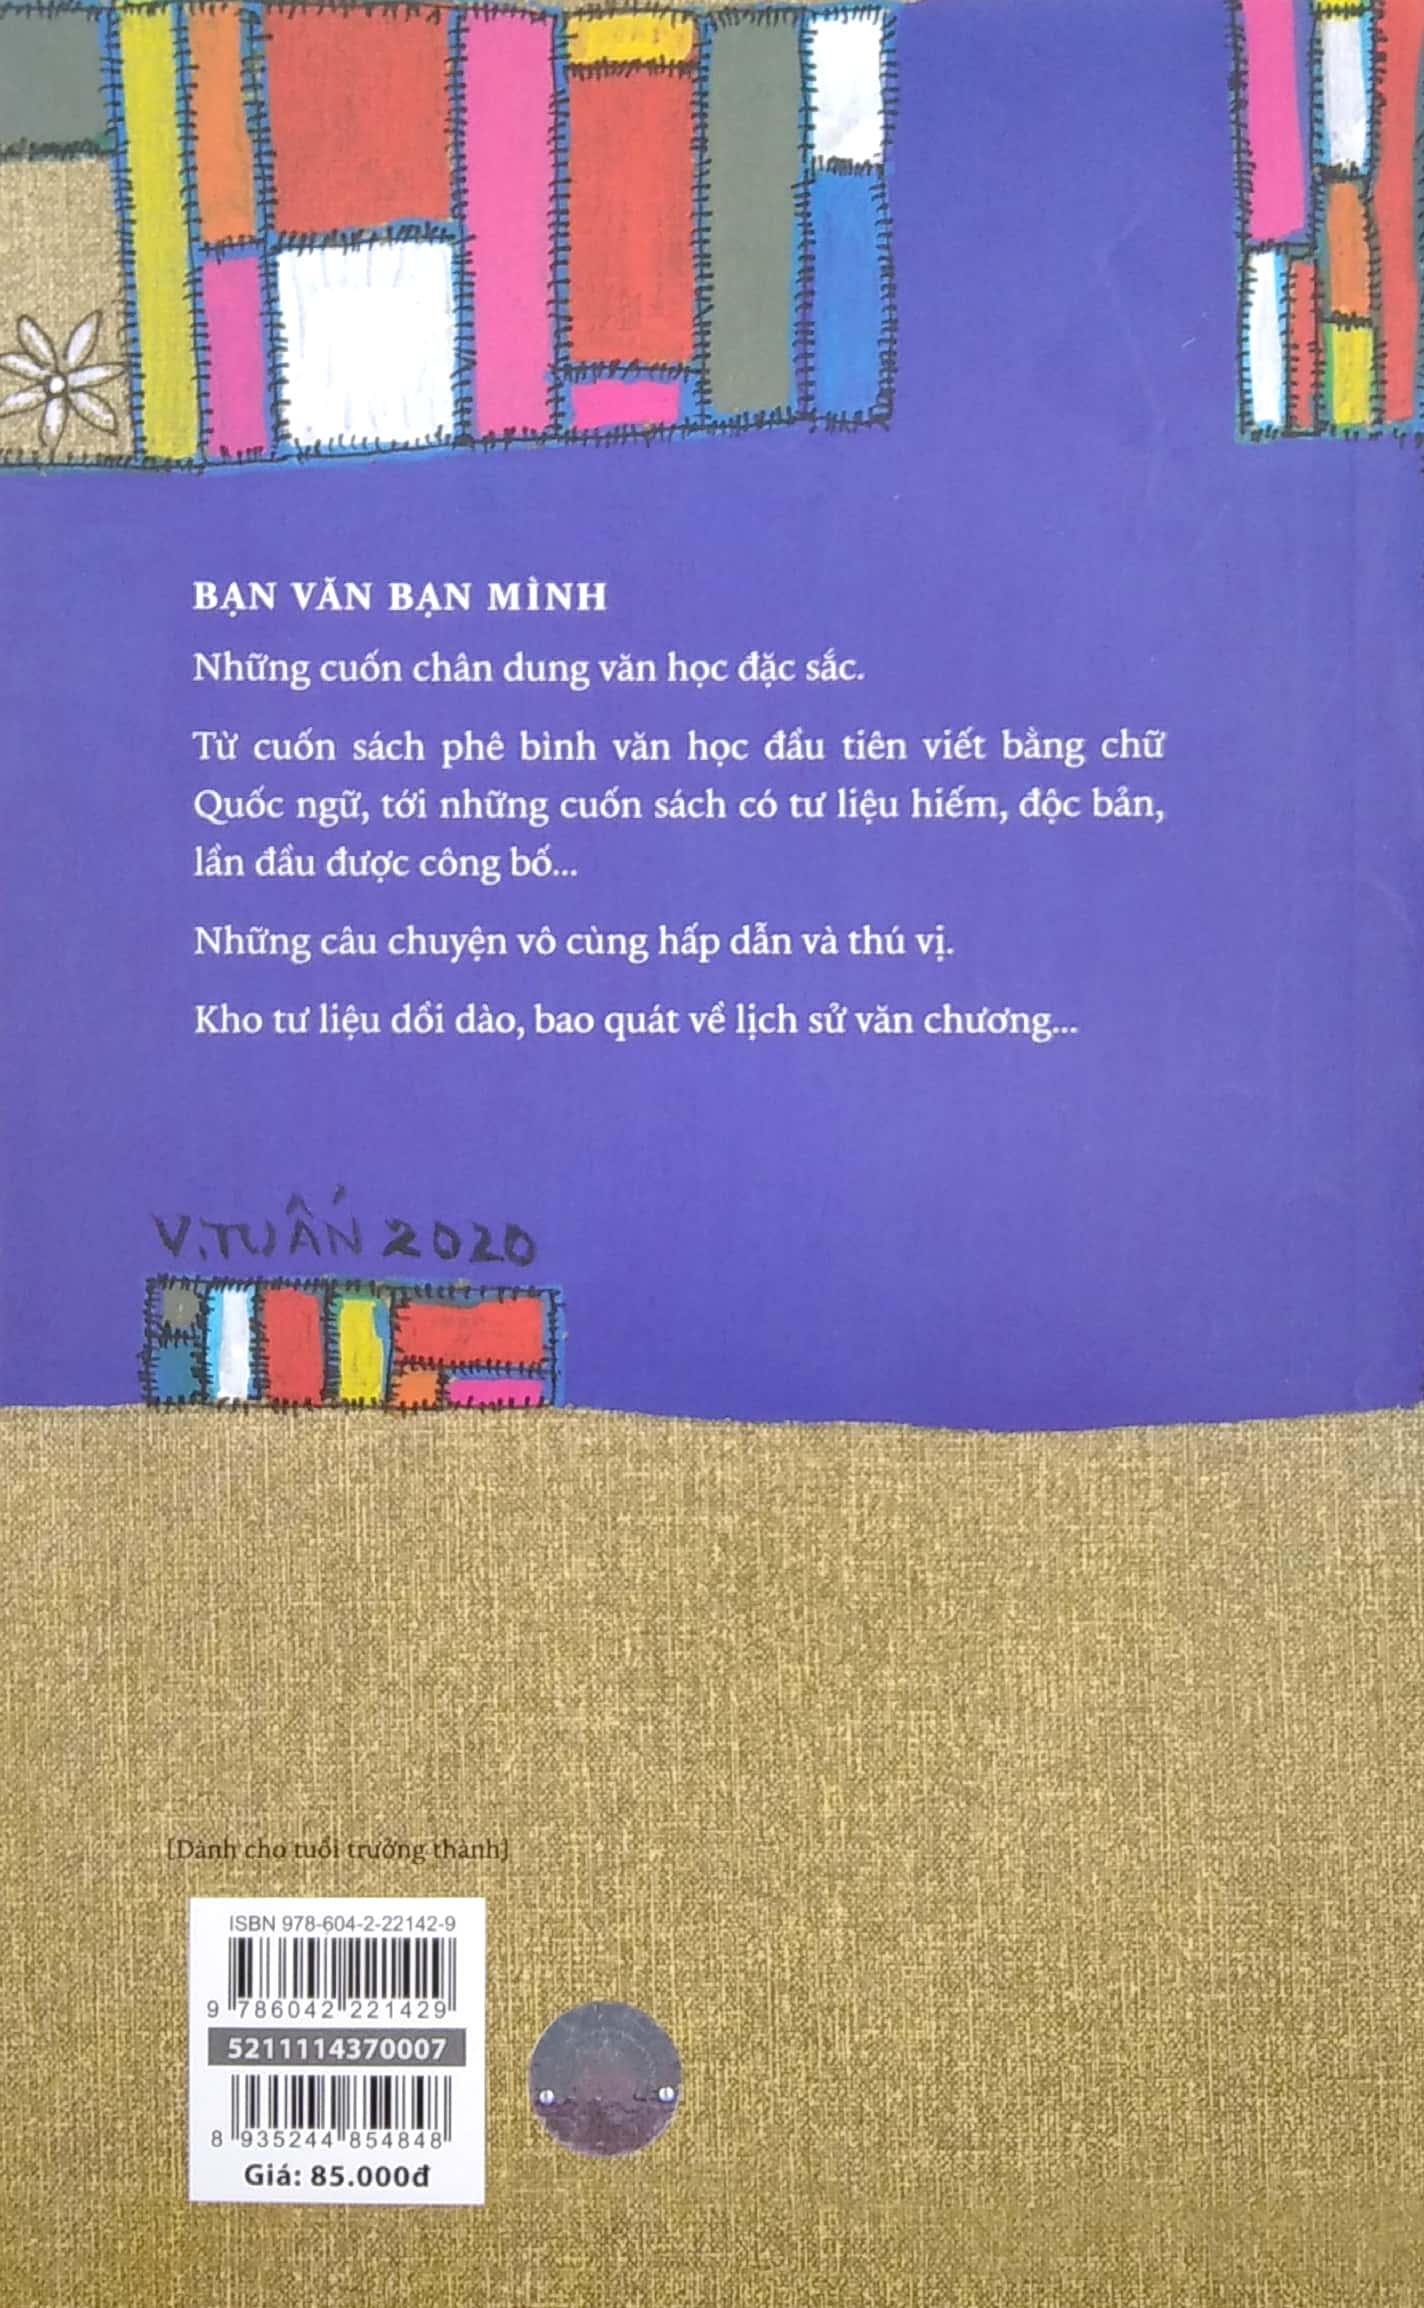 BẠN VĂN BẠN MÌNH
Những cuốn chân dung văn học đặc sắc.
Từ cuốn sách phê bình văn học đầu tiên viết bằng chữ
Quốc ngữ, tới những cuốn sách có tư liệu hiếm, độc bản,
lần đầu được công bố...
Những câu chuyện vô cùng hấp dẫn và thú vị.
Kho tư liệu dồi dào, bao quát về lịch sử văn chương...
V.TUẤN 2020
[Dành cho tuổi trưởng thành]
ISBN 978-604-2-22142-9
9 786042 221429
5211114370007
8 935244 854848
Giá: 85.000đ